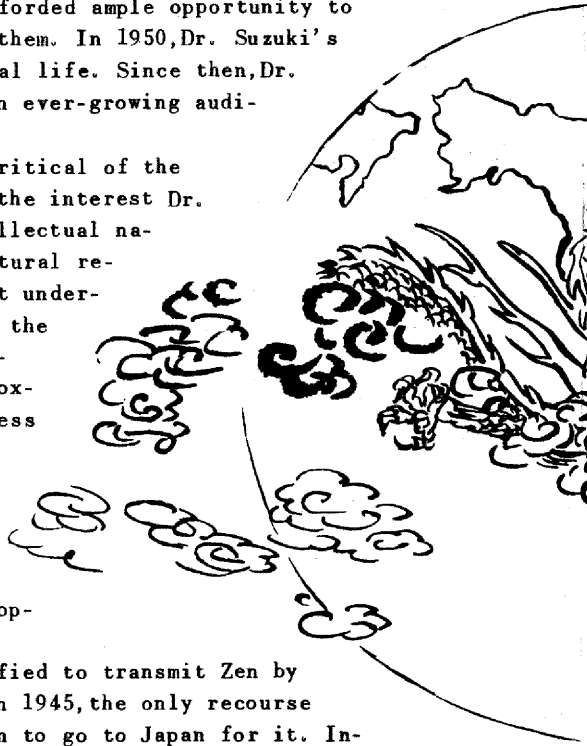 forded ample opportunity to
them. In 1950,Dr. Suzuki's
al life. Since then,Dr.
n ever-growing audi-
ritical of the
the interest Dr.
llectual na-
tural re-
t under-
the
-
ox-
ess
op-
fied to transmit Zen by
n 1945,the only recourse
n to go to Japan for it. In-